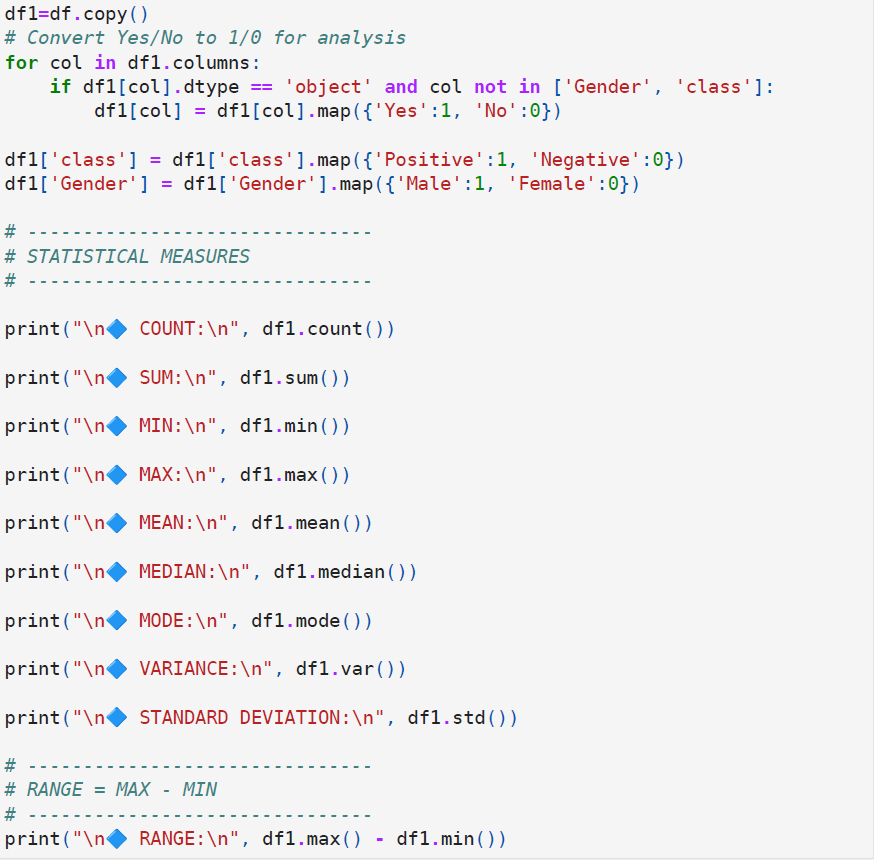 df1=df.copy()
# Convert Yes/No to 1/0 for analysis
for col in df1.columns:
    if df1[col].dtype == 'object' and col not in ['Gender', 'class']:
        df1[col] = df1[col].map({'Yes':1, 'No':0})
df1['class'] = df1['class'].map({'Positive':1, 'Negative':0})
df1['Gender'] = df1['Gender'].map({'Male':1, 'Female':0})
# -------------------------------
# STATISTICAL MEASURES
# -------------------------------
print("\n🔷 COUNT:\n", df1.count())
print("\n🔷 SUM:\n", df1.sum())
print("\n🔷 MIN:\n", df1.min())
print("\n🔷 MAX:\n", df1.max())
print("\n🔷 MEAN:\n", df1.mean())
print("\n🔷 MEDIAN:\n", df1.median())
print("\n🔷 MODE:\n", df1.mode())
print("\n🔷 VARIANCE:\n", df1.var())
print("\n🔷 STANDARD DEVIATION:\n", df1.std())
# -------------------------------
# RANGE = MAX - MIN
# -------------------------------
print("\n🔷 RANGE:\n", df1.max() - df1.min())